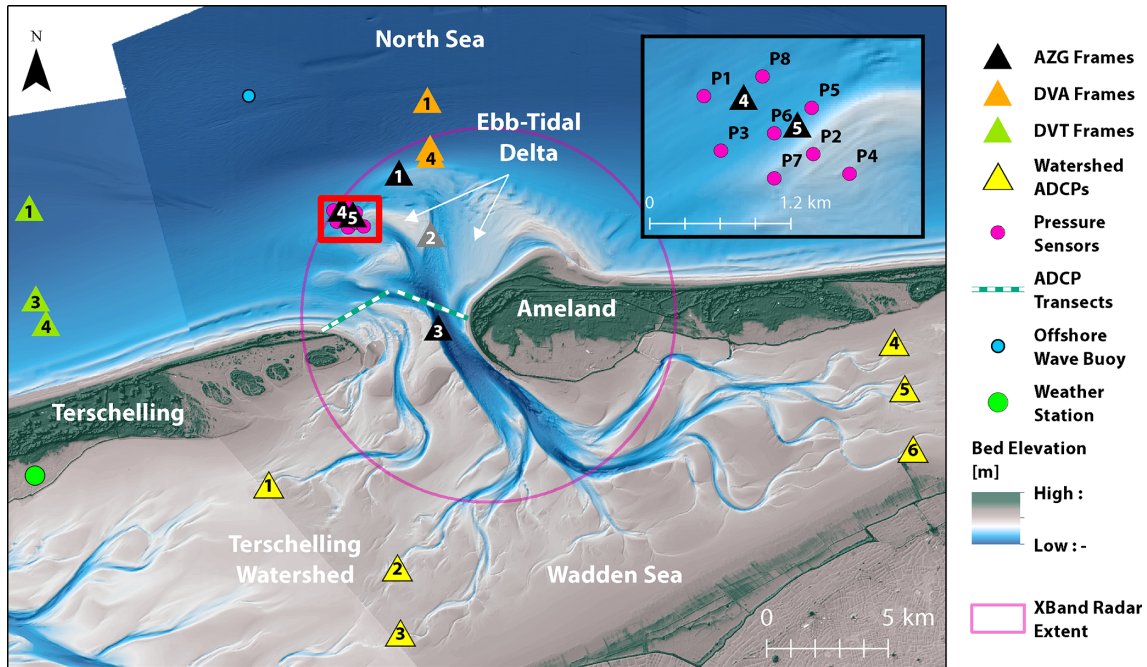 N
North Sea
Ebb-Tidal
Delta
Ameland
Terschelling
Terschelling
Watershed
Wadden Sea
1
4
1
4
5
2
3
1
3
4
1
2
3
4
5
6
0
5 km
P8
P1
4
P5
P6
5
P3
P2
P7
P4
0
1.2 km
AZG Frames
DVA Frames
DVT Frames
Watershed
ADCPs
Pressure
Sensors
ADCP
Transects
Offshore
Wave Buoy
Weather
Station
Bed Elevation
[m]
High :
Low : -
XBand Radar
Extent